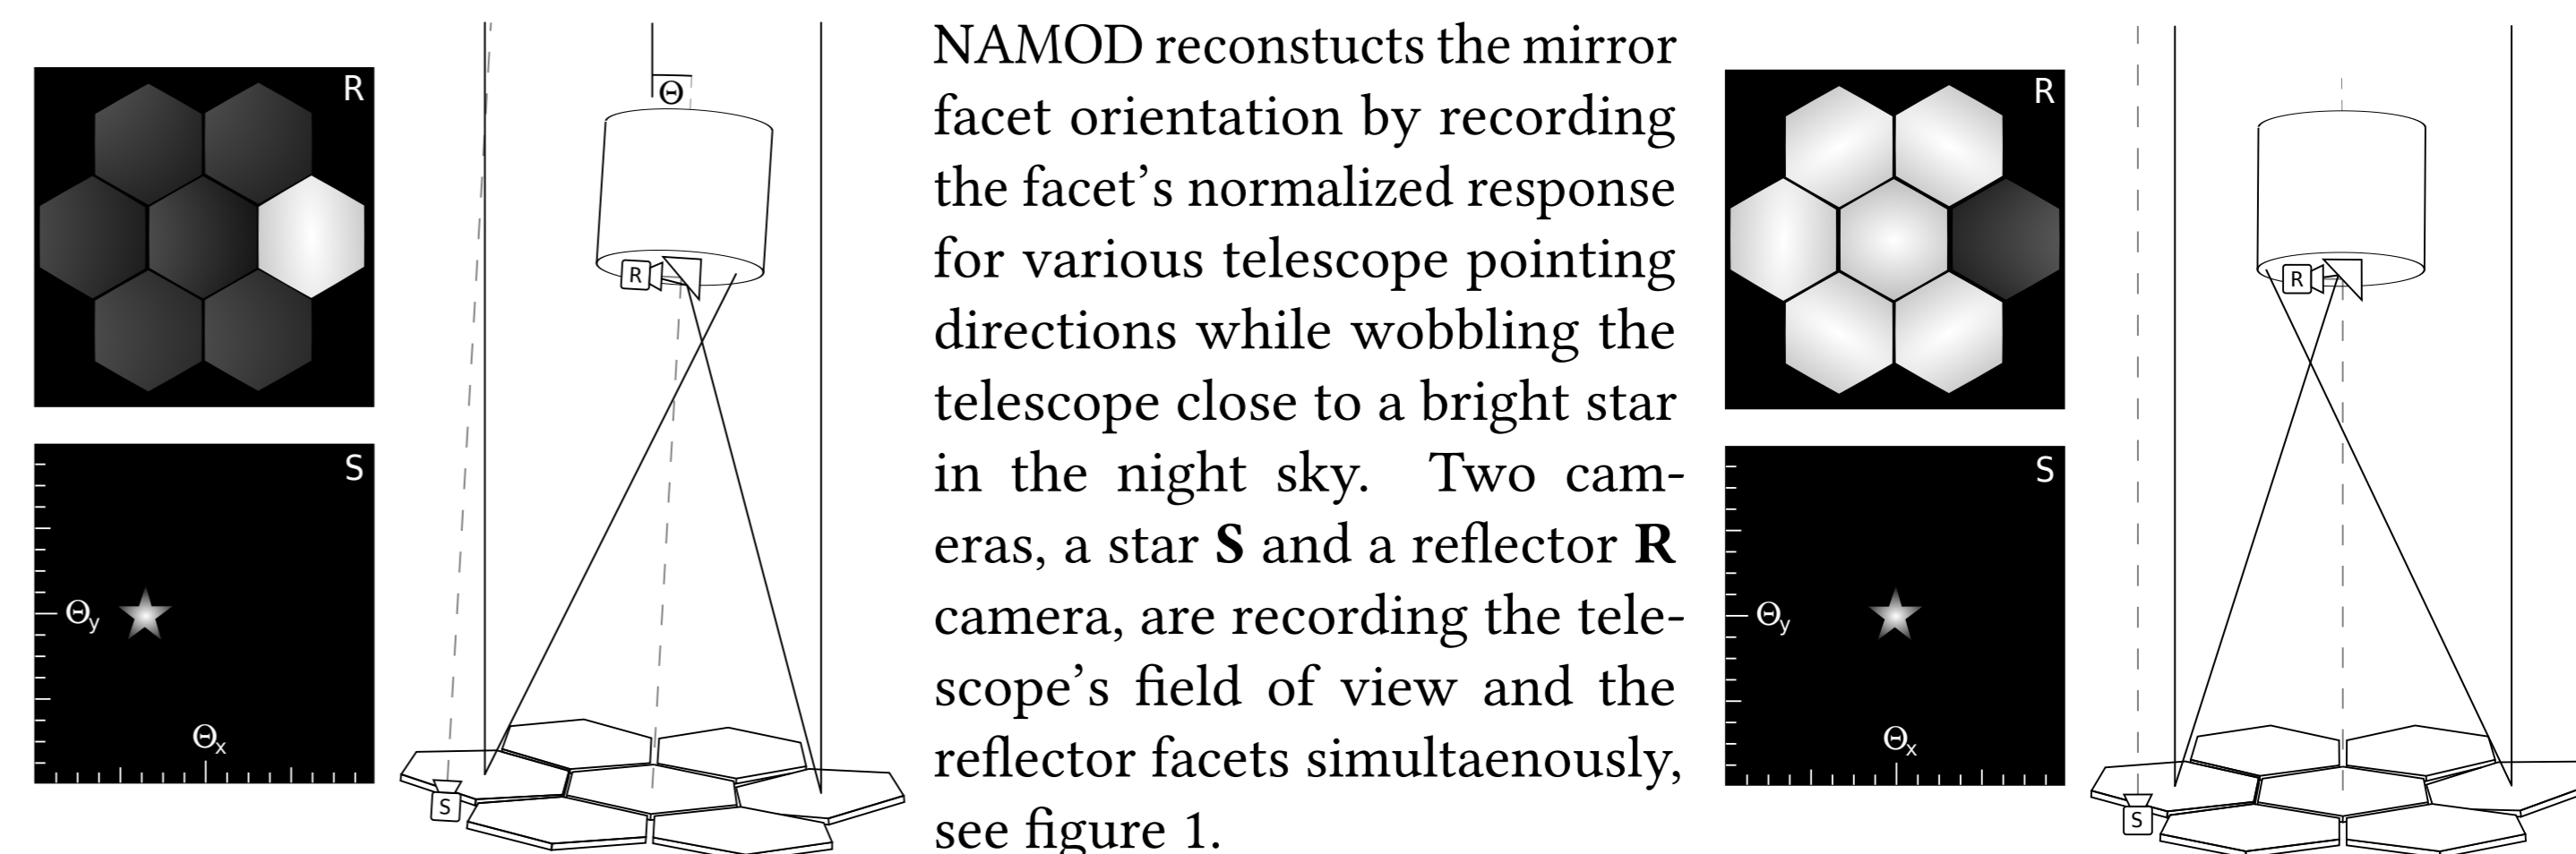 R
S
Θy
Θx
Θ
R
S
NAMOD reconstucts the mirror
facet orientation by recording
the facet’s normalized response
for various telescope pointing
directions while wobbling the
telescope close to a bright star
in the night sky. Two cam-
eras, a star S and a reflector R
camera, are recording the tele-
scope’s field of view and the
reflector facets simultaenously,
see figure 1.
R
S
Θy
Θx
R
S